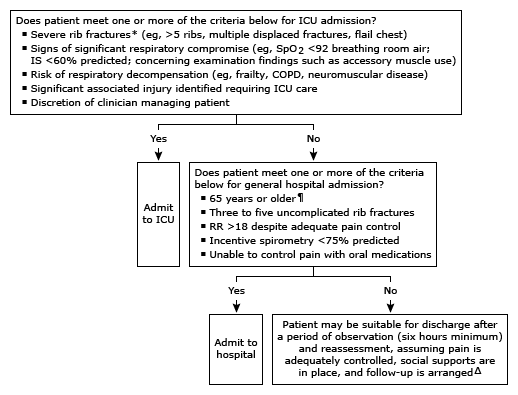 Does patient meet one or more of the criteria below for ICU admission?
▪ Severe rib fractures* (eg, >5 ribs, multiple displaced fractures, flail chest)
▪ Signs of significant respiratory compromise (eg, SpO2 <92 breathing room air;
IS <60% predicted; concerning examination findings such as accessory muscle use)
▪ Risk of respiratory decompensation (eg, frailty, COPD, neuromuscular disease)
▪ Significant associated injury identified requiring ICU care
▪ Discretion of clinician managing patient
Yes
No
Admit
to ICU
Does patient meet one or more of the criteria
below for general hospital admission?
▪ 65 years or older¶
▪ Three to five uncomplicated rib fractures
▪ RR >18 despite adequate pain control
▪ Incentive spirometry <75% predicted
▪ Unable to control pain with oral medications
Yes
No
Admit to
hospital
Patient may be suitable for discharge after
a period of observation (six hours minimum)
and reassessment, assuming pain is
adequately controlled, social supports are
in place, and follow-up is arrangedΔ